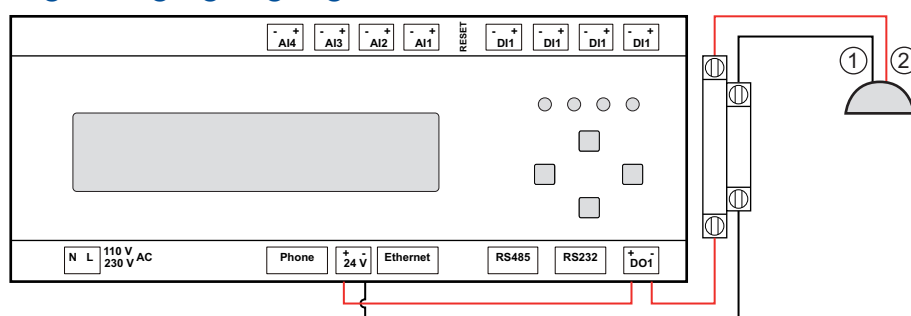 - + AI4 - + AI3 - + AI2 - + AI1 RESET - + DI1 - + DI1 - + DI1 - + DI1
1 2
N L 110 V 230 V AC Phone + - 24 V Ethernet RS485 RS232 + - DO1